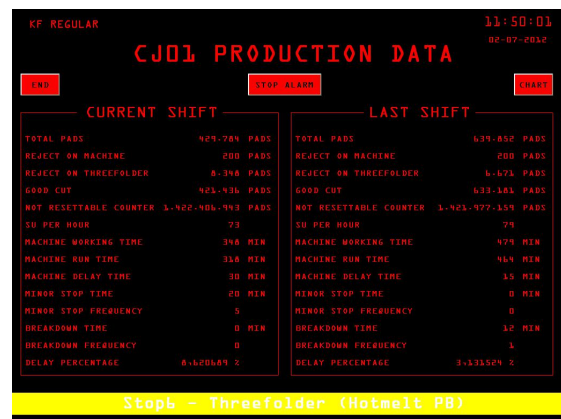 KF REGULAR
11:50:01
02-07-2012
CJ01 PRODUCTION DATA
END
STOP ALARM
CHART
CURRENT SHIFT
TOTAL PADS 429.784 PADS
REJECT ON MACHINE 200 PADS
REJECT ON THREEFOLDER 8.348 PADS
GOOD CUT 421.436 PADS
NOT RESETTABLE COUNTER 1.422.406.943 PADS
SU PER HOUR 73
MACHINE WORKING TIME 348 MIN
MACHINE RUN TIME 318 MIN
MACHINE DELAY TIME 30 MIN
MINOR STOP TIME 20 MIN
MINOR STOP FREQUENCY 5
BREAKDOWN TIME 0 MIN
BREAKDOWN FREQUENCY 0
DELAY PERCENTAGE 8,620689 %
LAST SHIFT
TOTAL PADS 639.852 PADS
REJECT ON MACHINE 200 PADS
REJECT ON THREEFOLDER 6.671 PADS
GOOD CUT 633.181 PADS
NOT RESETTABLE COUNTER 1.421.977.159 PADS
SU PER HOUR 79
MACHINE WORKING TIME 479 MIN
MACHINE RUN TIME 464 MIN
MACHINE DELAY TIME 15 MIN
MINOR STOP TIME 0 MIN
MINOR STOP FREQUENCY 0
BREAKDOWN TIME 12 MIN
BREAKDOWN FREQUENCY 1
DELAY PERCENTAGE 3,131524 %
Stop6 - Threefolder (Hotmelt PB)